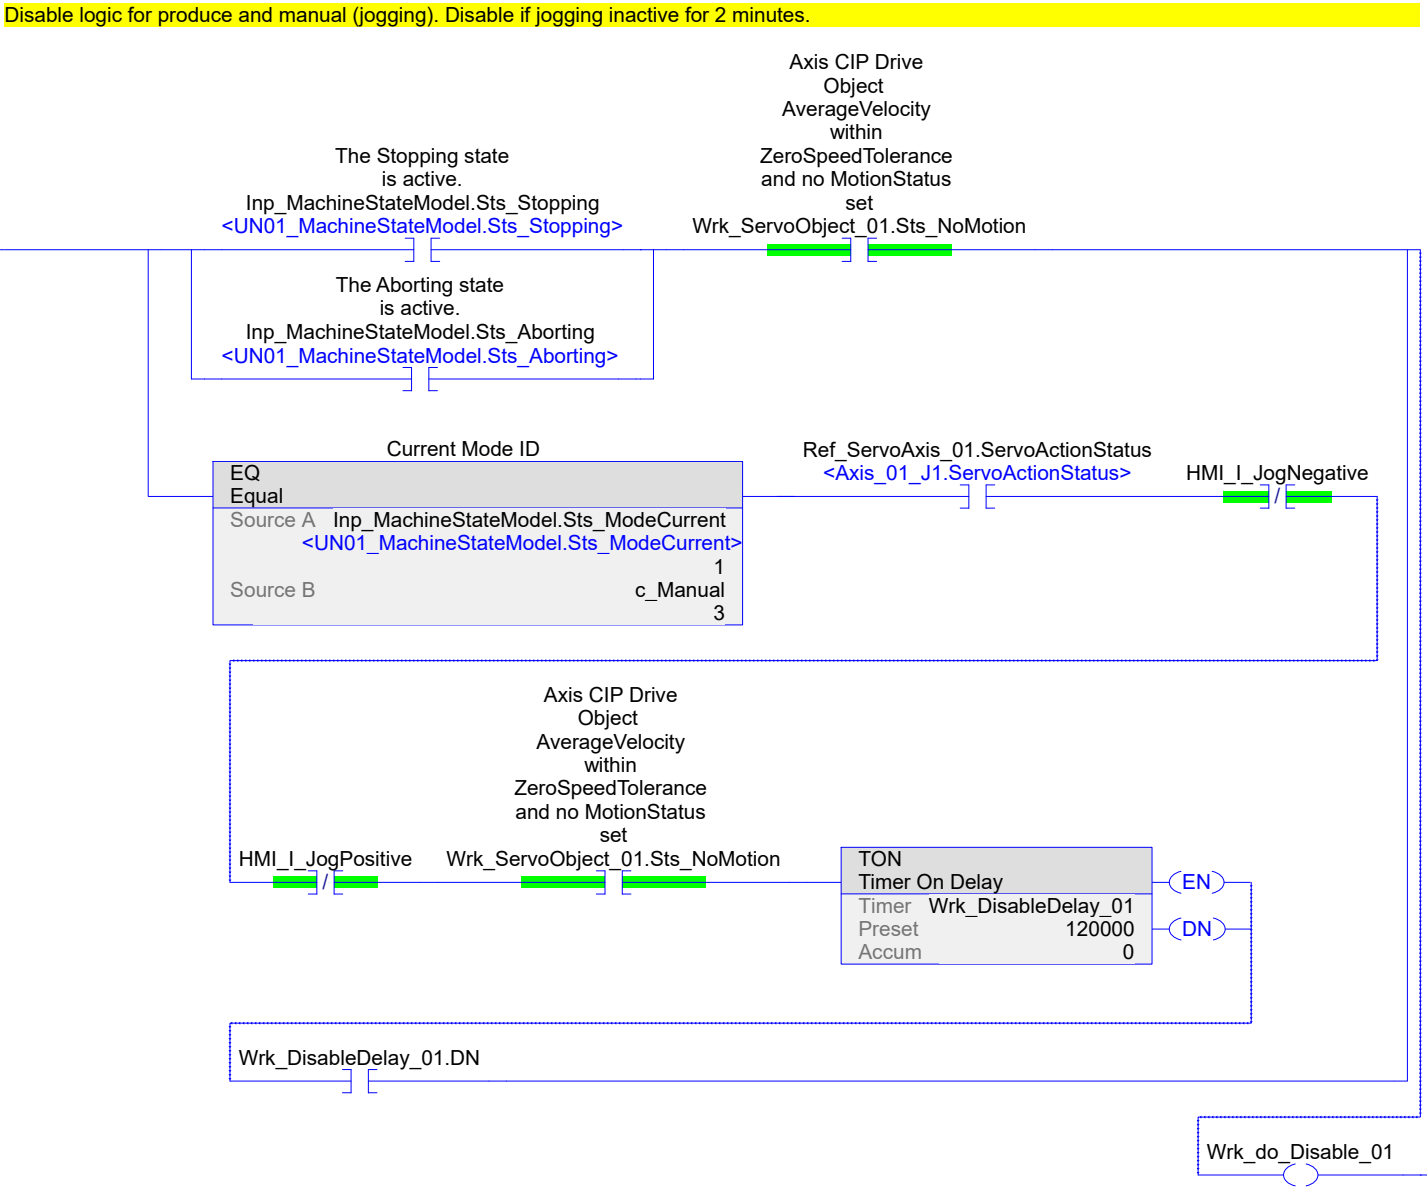 Disable logic for produce and manual (jogging). Disable if jogging inactive for 2 minutes.
Axis CIP Drive
Object
AverageVelocity
within
ZeroSpeedTolerance
and no MotionStatus
set
Wrk_ServoObject_01.Sts_NoMotion
The Stopping state
is active.
Inp_MachineStateModel.Sts_Stopping
<UN01_MachineStateModel.Sts_Stopping>
The Aborting state
is active.
Inp_MachineStateModel.Sts_Aborting
<UN01_MachineStateModel.Sts_Aborting>
Current Mode ID
EQ
Equal
Source A Inp_MachineStateModel.Sts_ModeCurrent
<UN01_MachineStateModel.Sts_ModeCurrent>
1
Source B c_Manual
3
Ref_ServoAxis_01.ServoActionStatus
<Axis_01_J1.ServoActionStatus>
HMI_I_JogNegative
/
HMI_I_JogPositive
/
Axis CIP Drive
Object
AverageVelocity
within
ZeroSpeedTolerance
and no MotionStatus
set
Wrk_ServoObject_01.Sts_NoMotion
TON
Timer On Delay
Timer Wrk_DisableDelay_01
Preset 120000
Accum 0
EN
DN
Wrk_DisableDelay_01.DN
Wrk_do_Disable_01